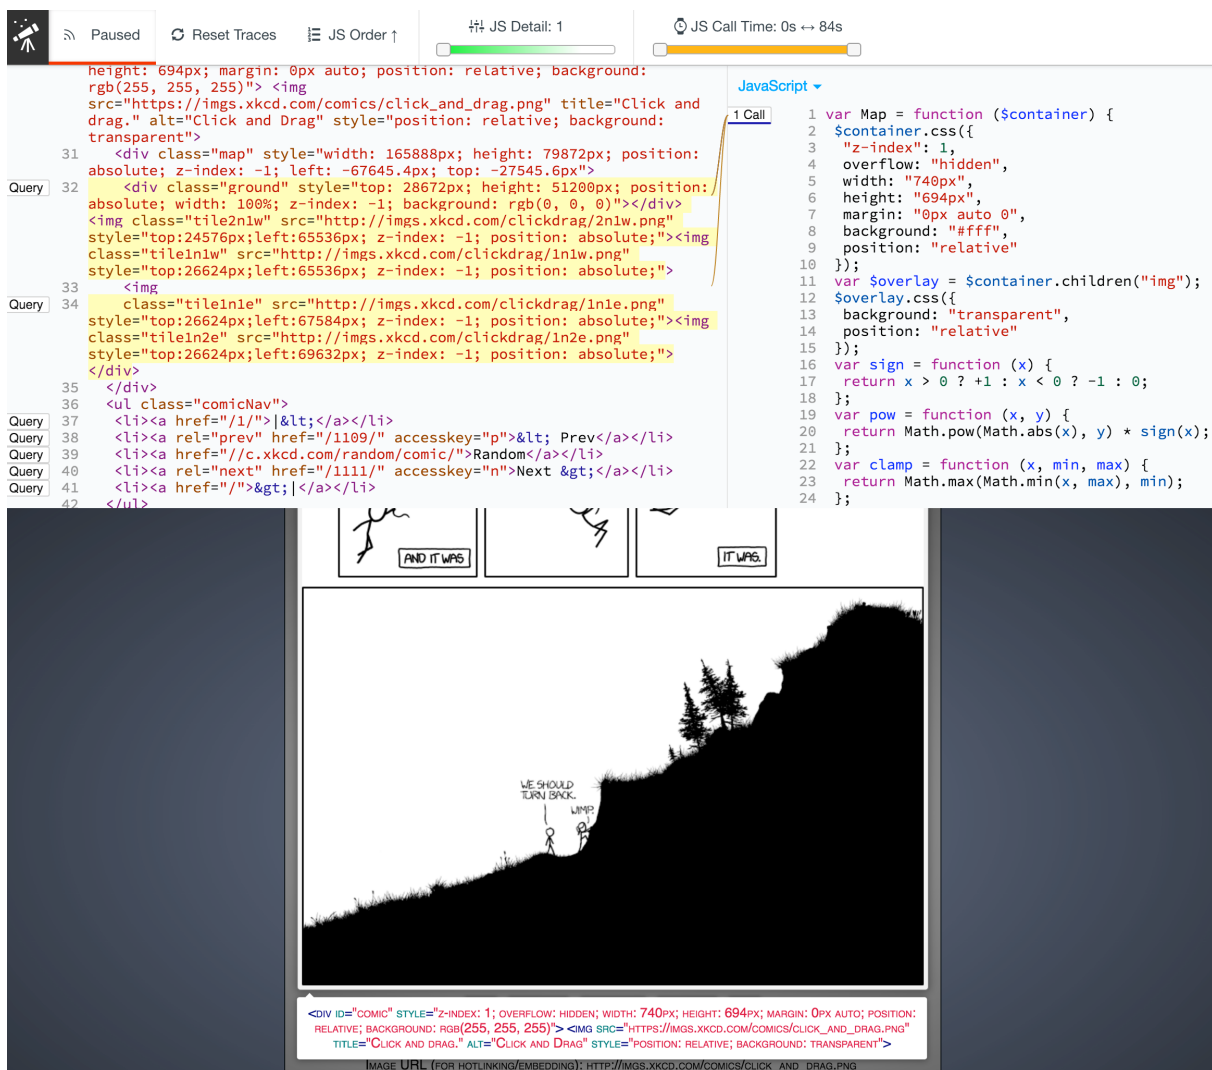 Paused
Reset Traces
JS Order ↑
JS Detail: 1
JS Call Time: 0s ↔ 84s
height: 694px; margin: 0px auto; position: relative; background:
rgb(255, 255, 255)"> <img
src="https://imgs.xkcd.com/comics/click_and_drag.png" title="Click and
drag." alt="Click and Drag" style="position: relative; background:
transparent">
31 <div class="map" style="width: 165888px; height: 79872px; position:
absolute; z-index: -1; left: -67645.4px; top: -27545.6px">
Query 32 <div class="ground" style="top: 28672px; height: 51200px; position:
absolute; width: 100%; z-index: -1; background: rgb(0, 0, 0)"></div>
<img class="tile2n1w" src="http://imgs.xkcd.com/clickdrag/2n1w.png"
style="top:24576px;left:65536px; z-index: -1; position: absolute;"><img
class="tile1n1w" src="http://imgs.xkcd.com/clickdrag/1n1w.png"
style="top:26624px;left:65536px; z-index: -1; position: absolute;">
33 <img
Query 34 class="tile1n1e" src="http://imgs.xkcd.com/clickdrag/1n1e.png"
style="top:26624px;left:67584px; z-index: -1; position: absolute;"><img
class="tile1n2e" src="http://imgs.xkcd.com/clickdrag/1n2e.png"
style="top:26624px;left:69632px; z-index: -1; position: absolute;">
</div>
35 </div>
36 <ul class="comicNav">
Query 37 <li><a href="/1/">|&lt;</a></li>
Query 38 <li><a rel="prev" href="/1109/" accesskey="p">&lt; Prev</a></li>
Query 39 <li><a href="//c.xkcd.com/random/comic/">Random</a></li>
Query 40 <li><a rel="next" href="/1111/" accesskey="n">Next &gt;</a></li>
Query 41 <li><a href="/">&gt;|</a></li>
42 </ul>
JavaScript
1 Call
1 var Map = function ($container) {
2 $container.css({
3 "z-index": 1,
4 overflow: "hidden",
5 width: "740px",
6 height: "694px",
7 margin: "0px auto 0",
8 background: "#fff",
9 position: "relative"
10 });
11 var $overlay = $container.children("img");
12 $overlay.css({
13 background: "transparent",
14 position: "relative"
15 });
16 var sign = function (x) {
17 return x > 0 ? +1 : x < 0 ? -1 : 0;
18 };
19 var pow = function (x, y) {
20 return Math.pow(Math.abs(x), y) * sign(x);
21 };
22 var clamp = function (x, min, max) {
23 return Math.max(Math.min(x, max), min);
24 };
AND IT WAS
IT WAS.
WE SHOULD
TURN BACK.
WIMP.
<DIV ID="COMIC" STYLE="Z-INDEX: 1; OVERFLOW: HIDDEN; WIDTH: 740PX; HEIGHT: 694PX; MARGIN: 0PX AUTO; POSITION:
RELATIVE; BACKGROUND: RGB(255, 255, 255)"> <IMG SRC="HTTPS://IMGS.XKCD.COM/COMICS/CLICK_AND_DRAG.PNG"
TITLE="CLICK AND DRAG." ALT="CLICK AND DRAG" STYLE="POSITION: RELATIVE; BACKGROUND: TRANSPARENT">
IMAGE URL (FOR HOTLINKING/EMBEDDING): HTTP://IMGS.XKCD.COM/COMICS/CLICK_AND_DRAG.PNG